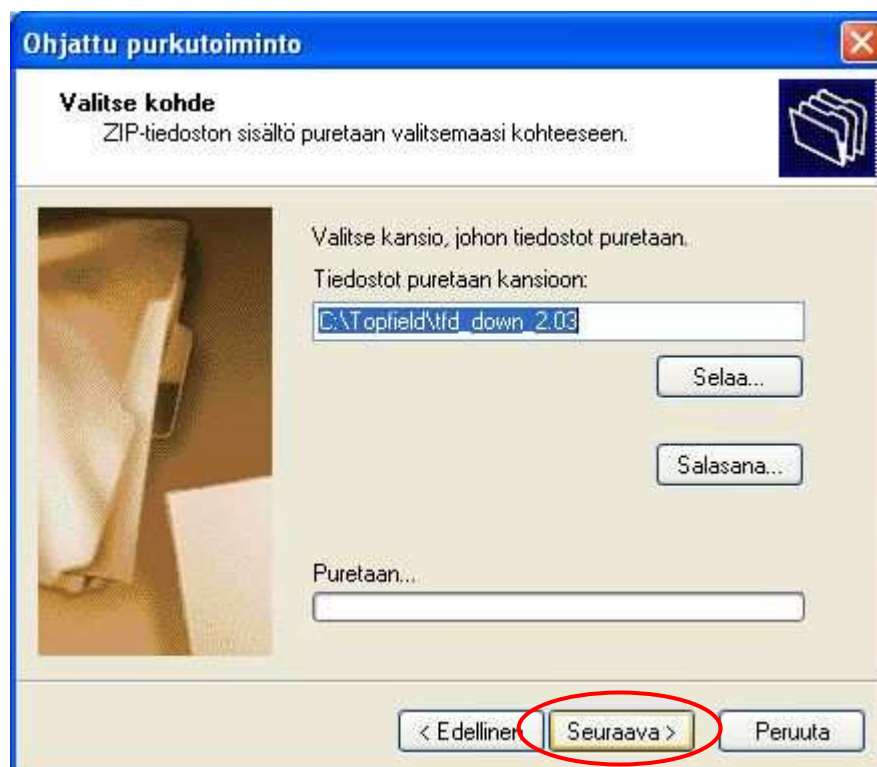 Ohjattu purkutoiminto
Valitse kohde
ZIP-tiedoston sisältö puretaan valitsemaasi kohteeseen.
Valitse kansio, johon tiedostot puretaan.
Tiedostot puretaan kansioon:
C:\Topfield\tfd_down_2.03
Selaa...
Salasana...
Puretaan...
< Edellinen
Seuraava >
Peruuta